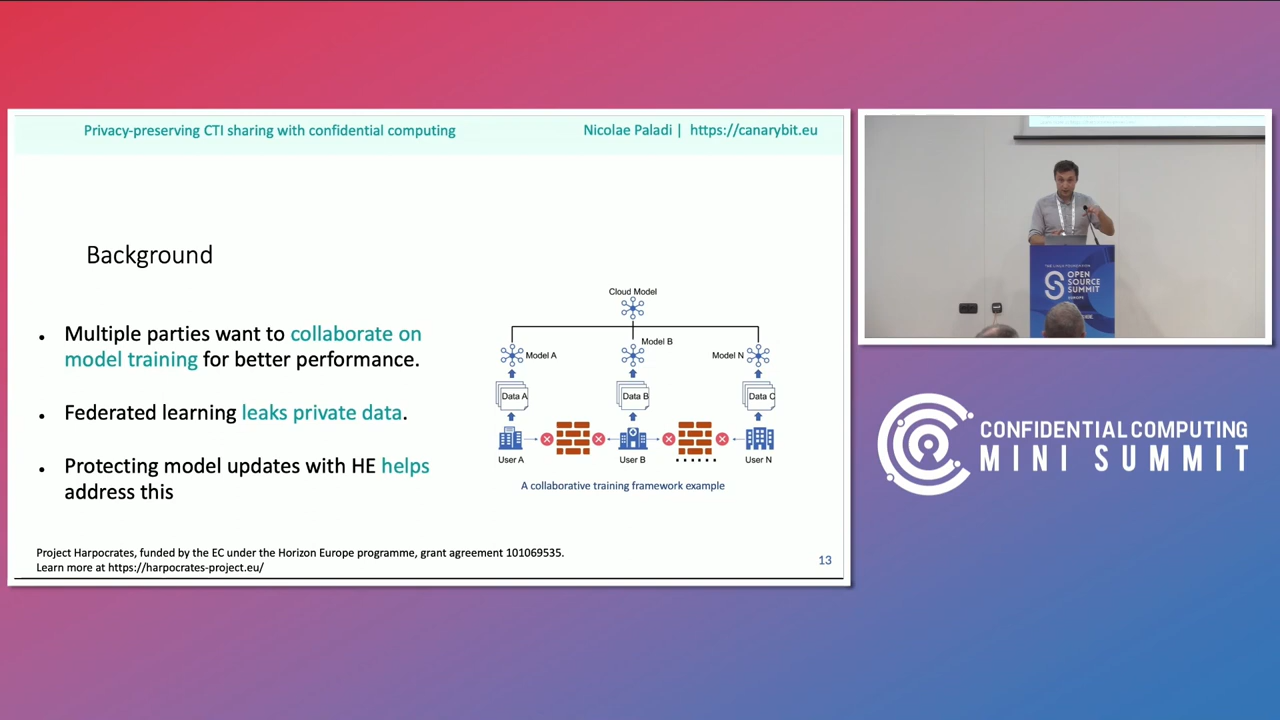 Privacy-preserving CTI sharing with confidential computing
Nicolae Paladi | https://canarybit.eu
Background
• Multiple parties want to collaborate on
model training for better performance.
• Federated learning leaks private data.
• Protecting model updates with HE helps
address this
Cloud Model
Model A
Model B
Model N
Data A
Data B
Data C
User A
User B
......
User N
A collaborative training framework example
Project Harpocrates, funded by the EC under the Horizon Europe programme, grant agreement 101069535.
Learn more at https://harpocrates-project.eu/
13
THE LINUX FOUNDATION
OPEN
SOURCE
SUMMIT
EUROPE
CONFIDENTIAL COMPUTING
MINI SUMMIT